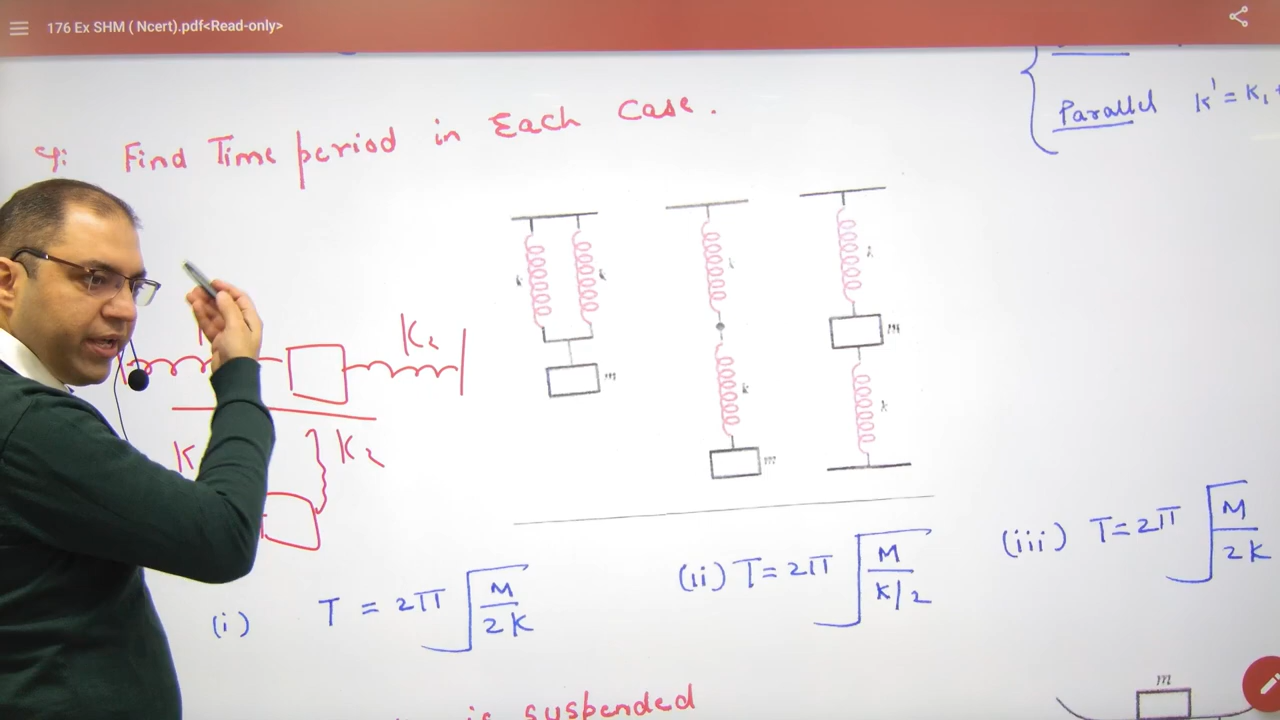 176 Ex SHM ( Ncert).pdf<Read-only>
Parallel K' = K₁ +
Find Time period in Each Case.
k k m
k k m
k m k
K₂
K K₂
(i) T = 2π √M/2K
(ii) T = 2π √M/K/2
(iii) T = 2π √M/2K
is suspended
m